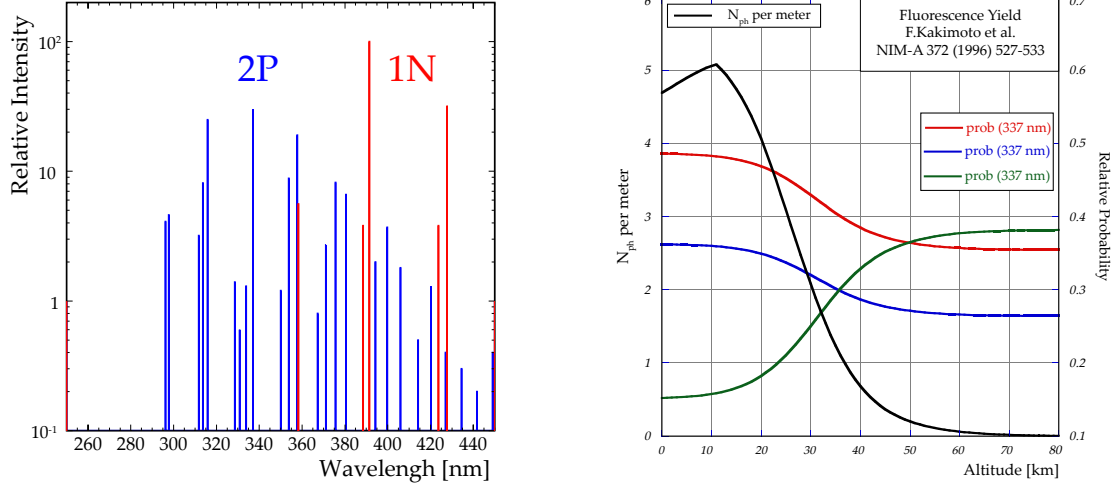 Relative Intensity
10²
10
1
10⁻¹
2P
1N
260 280 300 320 340 360 380 400 420 440
Wavelengh [nm]
N_ph per meter
Fluorescence Yield
F.Kakimoto et al.
NIM-A 372 (1996) 527-533
prob (337 nm)
prob (337 nm)
prob (337 nm)
N_ph per meter
6
5
4
3
2
1
0
0.7
0.6
0.5
0.4
0.3
0.2
0.1
Relative Probability
0 10 20 30 40 50 60 70 80
Altitude [km]